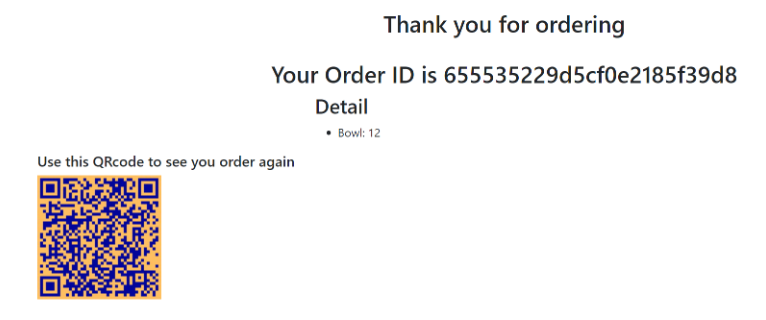 Thank you for ordering
Your Order ID is 655535229d5cf0e2185f39d8
Detail
• Bowl: 12
Use this QRcode to see you order again